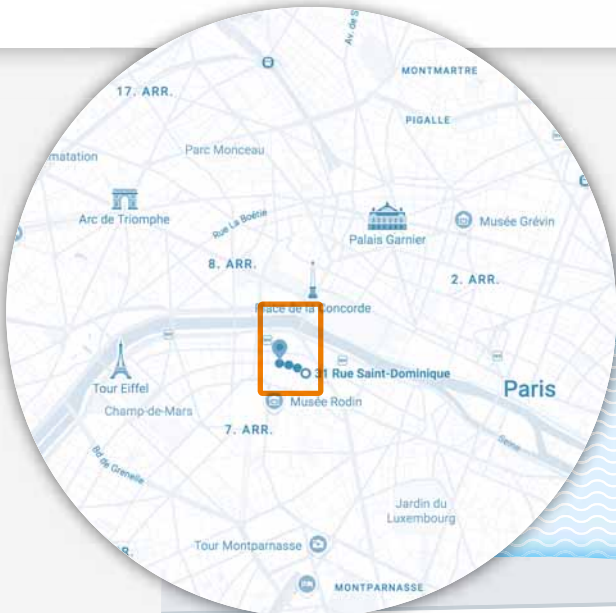 Av. de S
MONTMARTRE
17. ARR.
PIGALLE
matation
Parc Monceau
Arc de Triomphe
Rue La Boétie
Palais Garnier
Musée Grévin
8. ARR.
2. ARR.
Place de la Concorde
31 Rue Saint-Dominique
Tour Eiffel
Paris
Champ-de-Mars
Musée Rodin
7. ARR.
Bd de Grenelle
Seine
Jardin du
Luxembourg
Tour Montparnasse
MONTPARNASSE